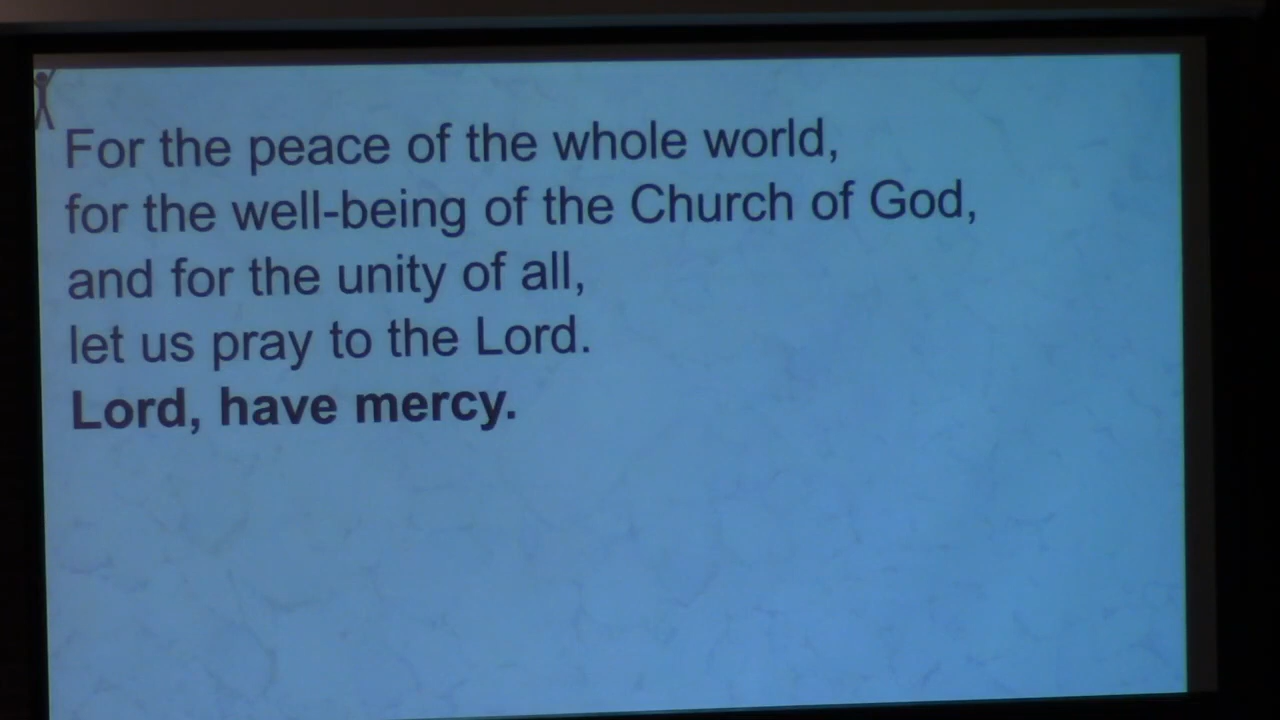 For the peace of the whole world,
for the well-being of the Church of God,
and for the unity of all,
let us pray to the Lord.
Lord, have mercy.